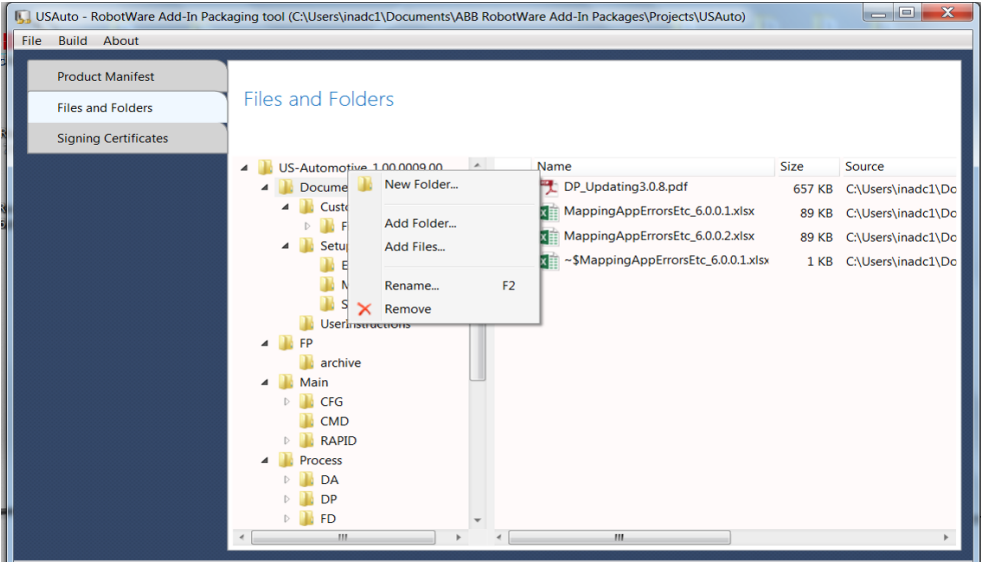 USAuto - RobotWare Add-In Packaging tool (C:\Users\inadc1\Documents\ABB RobotWare Add-In Packages\Projects\USAuto)
File Build About
Product Manifest
Files and Folders
Signing Certificates
Files and Folders
US-Automotive_1.00.0009.00
Docume
Custo
F
Setup
E
M
S
UserInstructions
FP
archive
Main
CFG
CMD
RAPID
Process
DA
DP
FD
New Folder...
Add Folder...
Add Files...
Rename... F2
Remove
Name Size Source
DP_Updating3.0.8.pdf 657 KB C:\Users\inadc1\Do
MappingAppErrorsEtc_6.0.0.1.xlsx 89 KB C:\Users\inadc1\Do
MappingAppErrorsEtc_6.0.0.2.xlsx 89 KB C:\Users\inadc1\Do
~$MappingAppErrorsEtc_6.0.0.1.xlsx 1 KB C:\Users\inadc1\Do